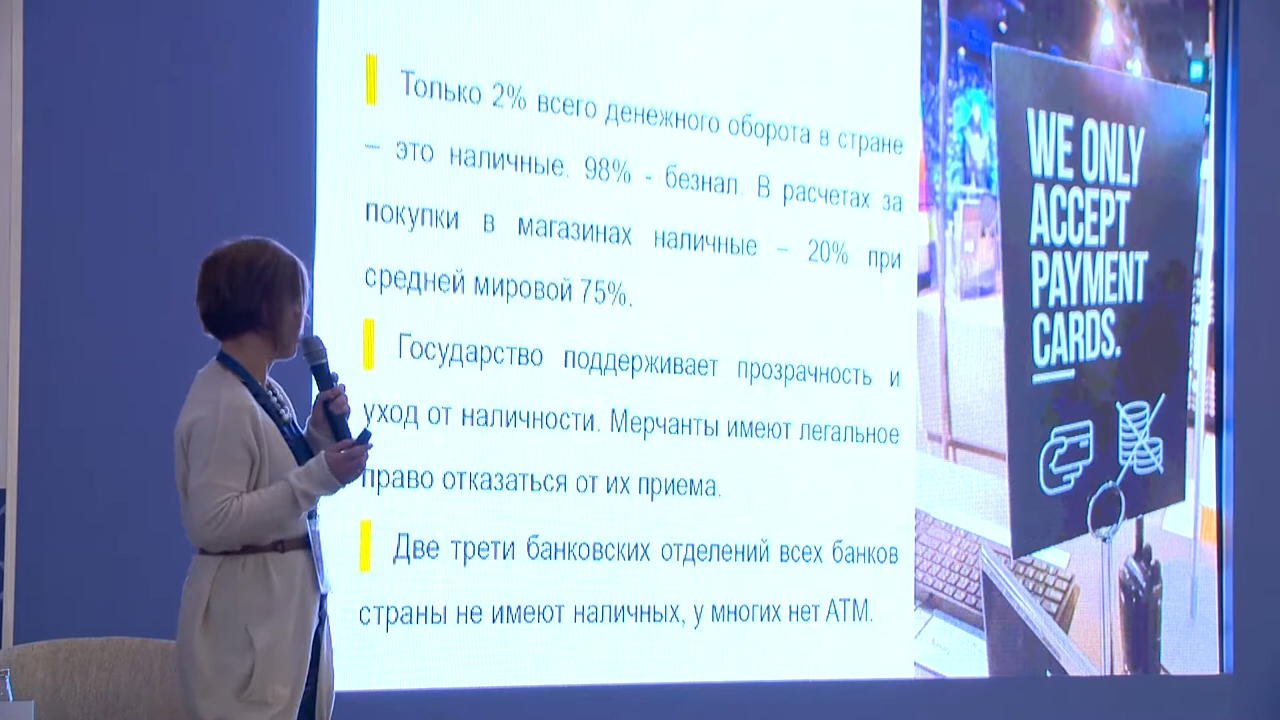 Только 2% всего денежного оборота в стране
– это наличные. 98% - безнал. В расчетах за
покупки в магазинах наличные – 20% при
средней мировой 75%.
Государство поддерживает прозрачность и
уход от наличности. Мерчанты имеют легальное
право отказаться от их приема.
Две трети банковских отделений всех банков
страны не имеют наличных, у многих нет АТМ.
WE ONLY
ACCEPT
PAYMENT
CARDS.